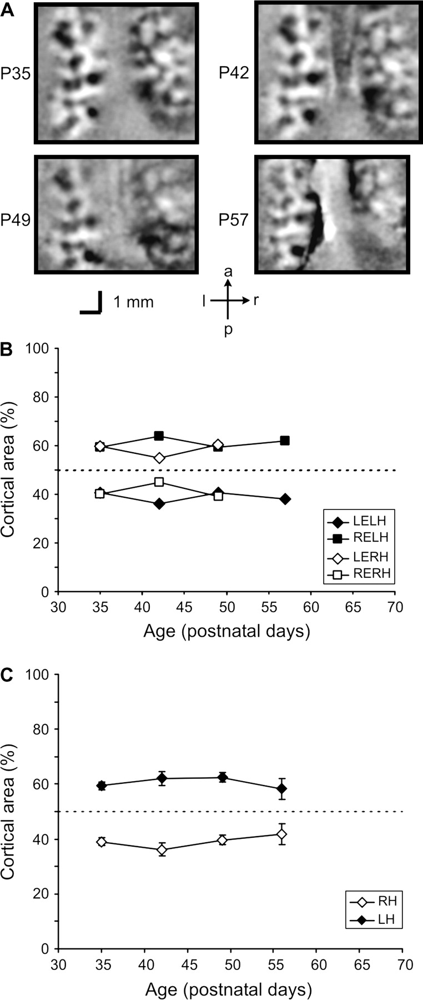 A
P35
P42
P49
P57
1 mm
a
l r
p
B
100
80
60
40
20
0
30 35 40 45 50 55 60 65 70
Cortical area (%)
Age (postnatal days)
LELH
RELH
LERH
RERH
C
100
80
60
40
20
0
30 35 40 45 50 55 60 65 70
Cortical area (%)
Age (postnatal days)
RH
LH